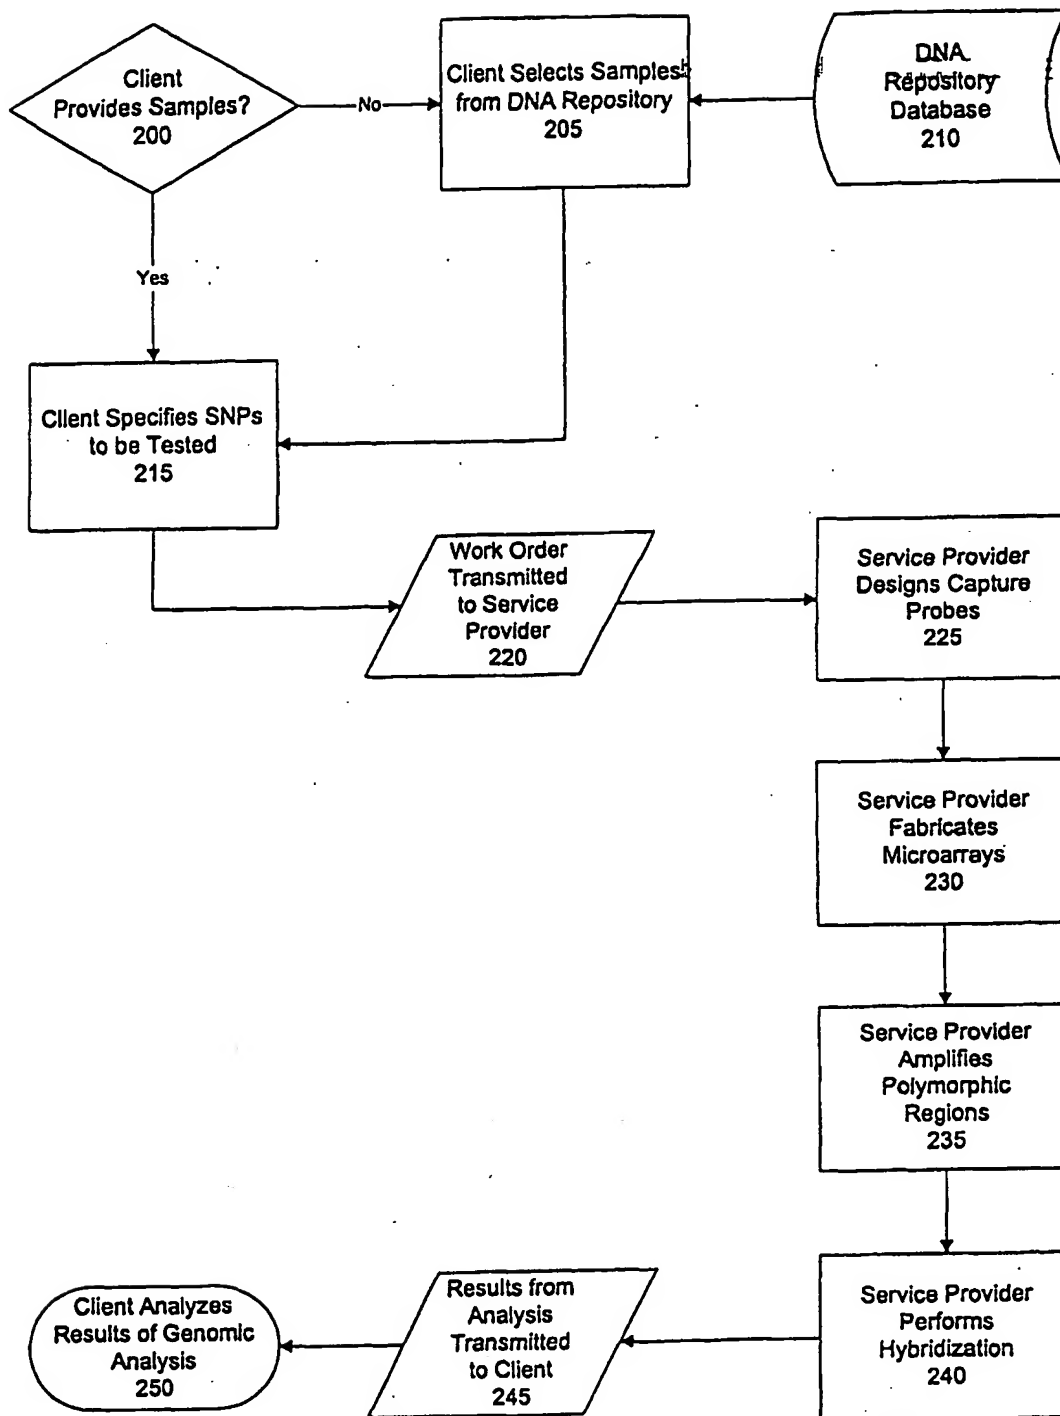 Client
Provides Samples?
200
No
Client Selects Samples
from DNA Repository
205
DNA
Repository
Database
210
Yes
Client Specifies SNPs
to be Tested
215
Work Order
Transmitted
to Service
Provider
220
Service Provider
Designs Capture
Probes
225
Service Provider
Fabricates
Microarrays
230
Service Provider
Amplifies
Polymorphic
Regions
235
Service Provider
Performs
Hybridization
240
Results from
Analysis
Transmitted
to Client
245
Client Analyzes
Results of Genomic
Analysis
250